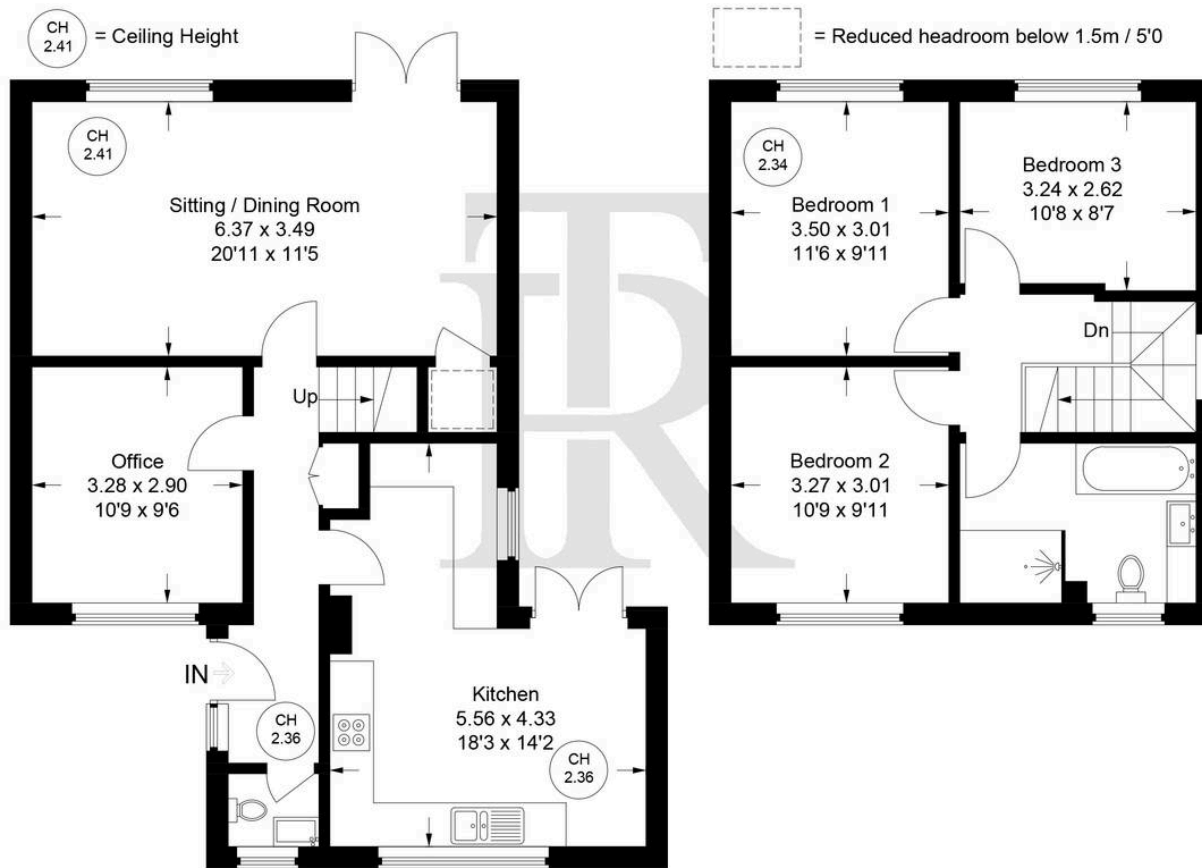 CH
2.41
= Ceiling Height
= Reduced headroom below 1.5m / 5'0
CH
2.41
Sitting / Dining Room
6.37 x 3.49
20'11 x 11'5
Up
Office
3.28 x 2.90
10'9 x 9'6
IN
CH
2.36
Kitchen
5.56 x 4.33
18'3 x 14'2
CH
2.36
CH
2.34
Bedroom 1
3.50 x 3.01
11'6 x 9'11
Bedroom 3
3.24 x 2.62
10'8 x 8'7
Dn
Bedroom 2
3.27 x 3.01
10'9 x 9'11
TR